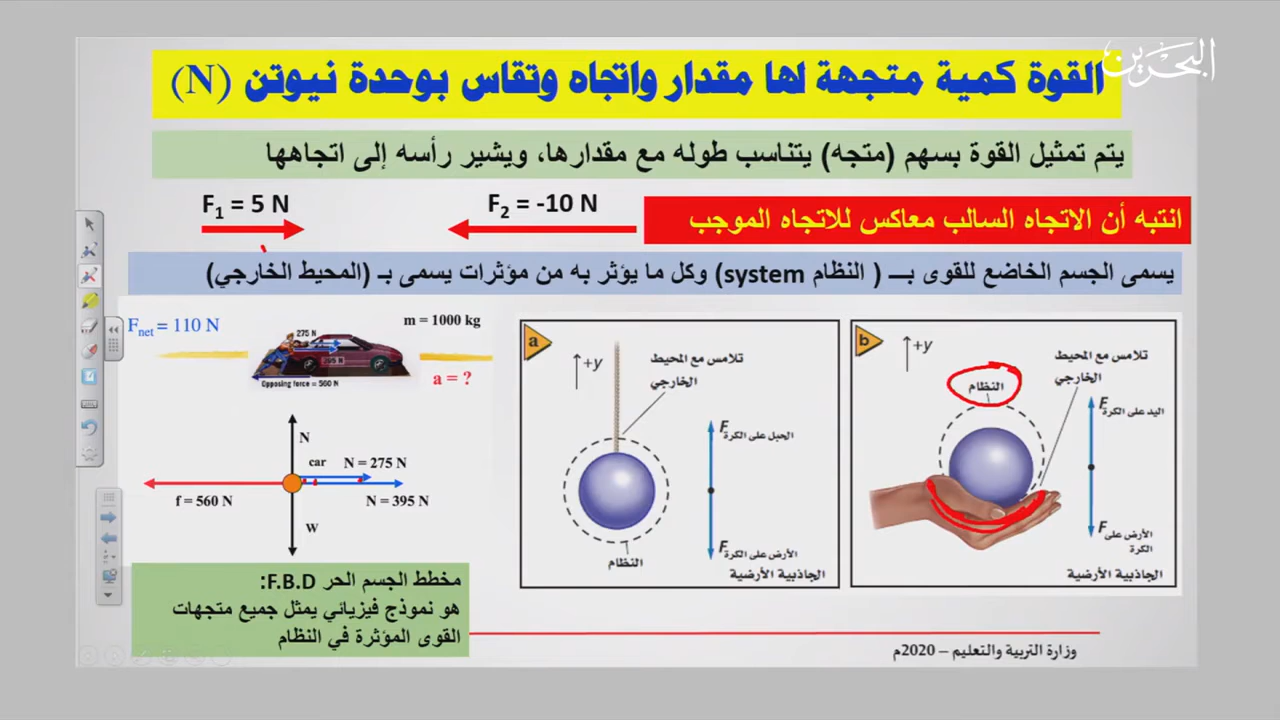 البحرين
القوة كمية متجهة لها مقدار واتجاه وتقاس بوحدة نيوتن (N)
يتم تمثيل القوة بسهم (متجه) يتناسب طوله مع مقدارها، ويشير رأسه إلى اتجاهها
F1 = 5 N
F2 = -10 N
انتبه أن الاتجاه السالب معاكس للاتجاه الموجب
يسمى الجسم الخاضع للقوى بـــ ( النظام system) وكل ما يؤثر به من مؤثرات يسمى بـ (المحيط الخارجي)
Fnet = 110 N
275 N
395 N
Opposing force = 560 N
m = 1000 kg
a = ?
N
car
N = 275 N
f = 560 N
N = 395 N
W
a
+y
تلامس مع المحيط
الخارجي
F الحبل على الكرة
F الأرض على الكرة
النظام
الجاذبية الأرضية
b
+y
النظام
تلامس مع المحيط
الخارجي
F اليد على الكرة
F الأرض على
الكرة
الجاذبية الأرضية
مخطط الجسم الحر F.B.D:
هو نموذج فيزيائي يمثل جميع متجهات
القوى المؤثرة في النظام
وزارة التربية والتعليم – 2020م